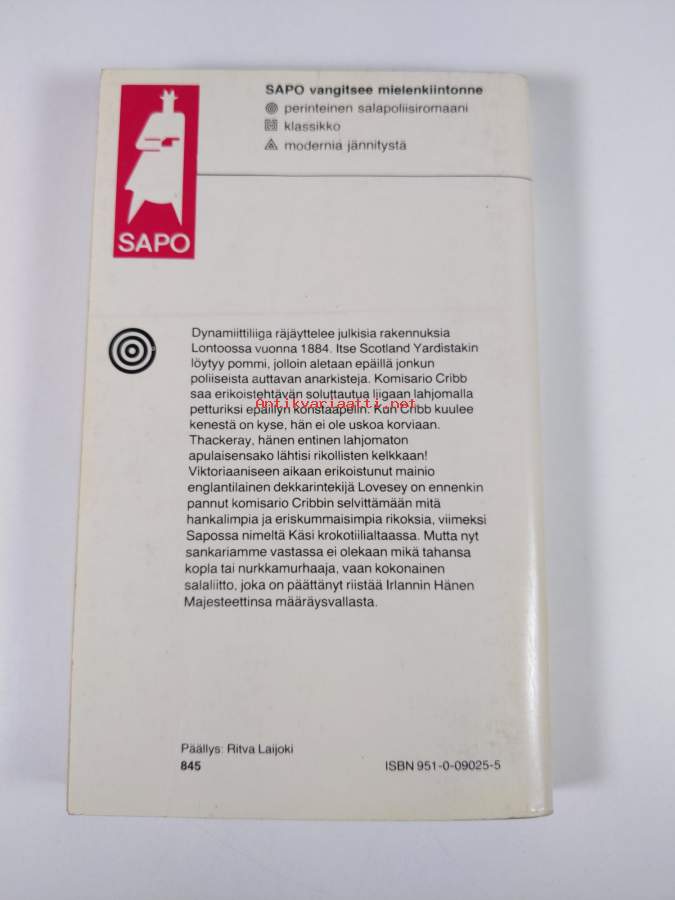 SAPO vangitsee mielenkiintonne
perinteinen salapoliisiromaani
klassikko
modernia jännitystä
SAPO
Dynamiittiliiga räjäyttelee julkisia rakennuksia
Lontoossa vuonna 1884. Itse Scotland Yardistakin
löytyy pommi, jolloin aletaan epäillä jonkun
poliiseista auttavan anarkisteja. Komisario Cribb
saa erikoistehtävän soluttautua liigaan lahjomalla
Antikvariaatti.net
petturiksi epäillyn konstaapelin. Kun Cribb kuulee
kenestä on kyse, hän ei ole uskoa korviaan.
Thackeray, hänen entinen lahjomaton
apulaisensako lähtisi rikollisten kelkkaan!
Viktoriaaniseen aikaan erikoistunut mainio
englantilainen dekkarintekijä Lovesey on ennenkin
pannut komisario Cribbin selvittämään mitä
hankalimpia ja eriskummaisimpia rikoksia, viimeksi
Sapossa nimeltä Käsi krokotiilialtaassa. Mutta nyt
sankariamme vastassa ei olekaan mikä tahansa
kopla tai nurkkamurhaaja, vaan kokonainen
salaliitto, joka on päättänyt riistää Irlannin Hänen
Majesteettinsa määräysvallasta.
Päällys: Ritva Laijoki
845 ISBN 951-0-09025-5